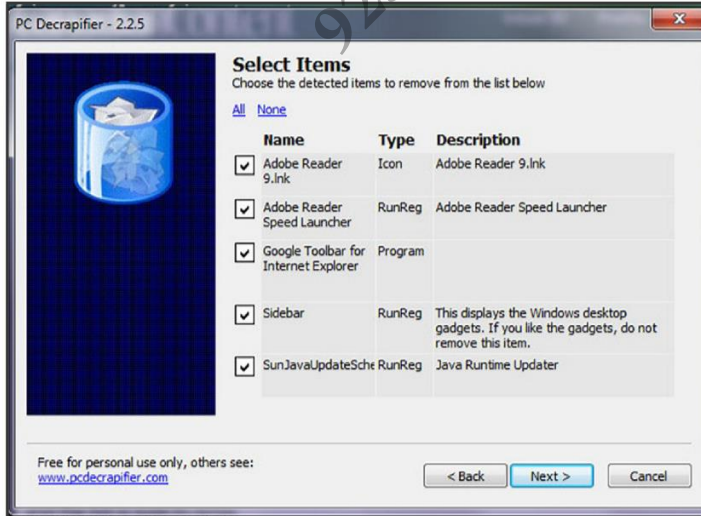 PC Decrapifier - 2.2.5
Select Items
Choose the detected items to remove from the list below
All None
Name Type Description
Adobe Reader Icon Adobe Reader 9.lnk
9.lnk
Adobe Reader RunReg Adobe Reader Speed Launcher
Speed Launcher
Google Toolbar for Program
Internet Explorer
Sidebar RunReg This displays the Windows desktop
gadgets. If you like the gadgets, do not
remove this item.
SunJavaUpdateSche RunReg Java Runtime Updater
Free for personal use only, others see:
www.pcdecrapifier.com
< Back Next > Cancel